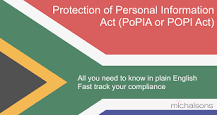 Protection of Personal Information
Act (PoPIA or POPI Act)
All you need to know in plain English
Fast track your compliance
michalsons